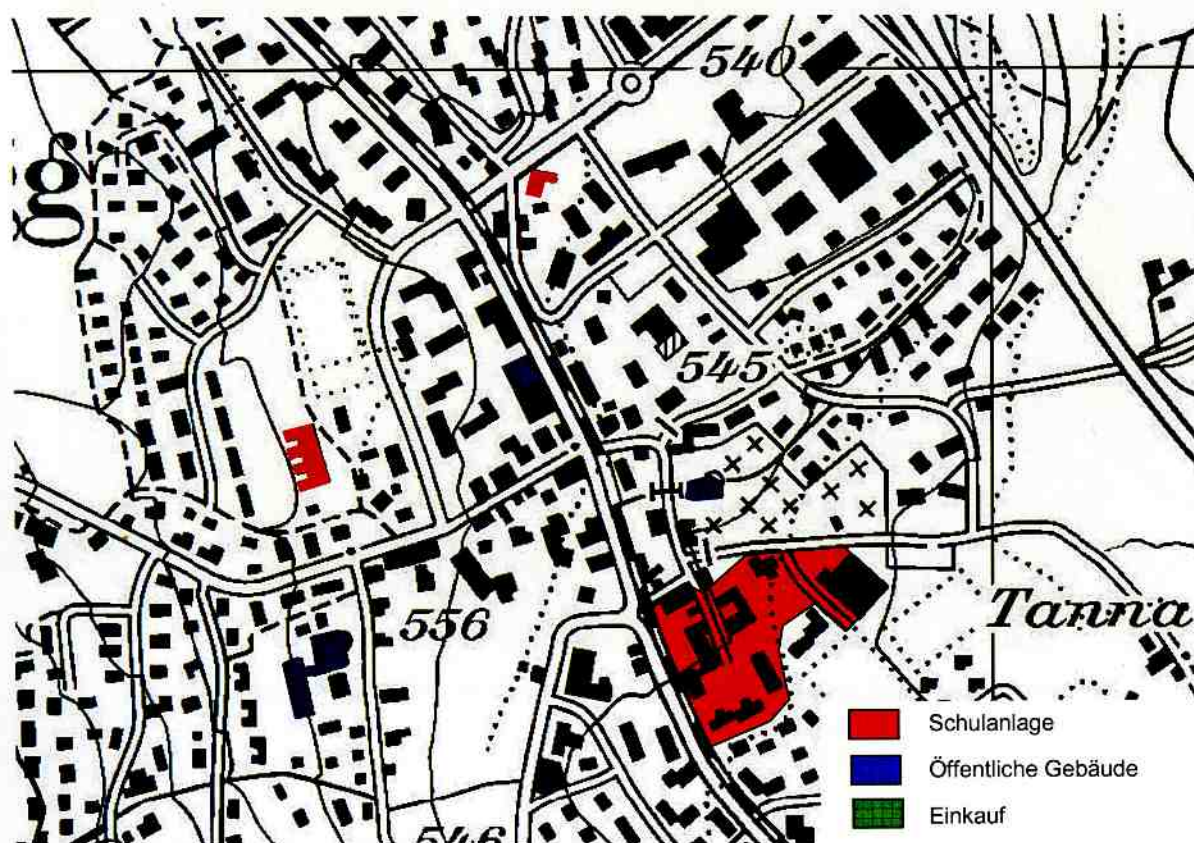 540
g
545
556
Tanna
Schulanlage
Öffentliche Gebäude
Einkauf
546